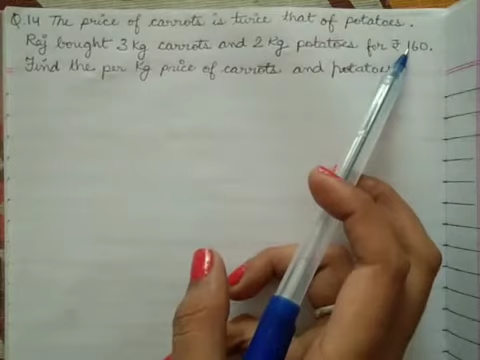 Q.14 The price of carrots is twice that of potatoes.
Raj bought 3 Kg carrots and 2 Kg potatoes for ₹ 160.
Find the per Kg price of carrots and potatoes